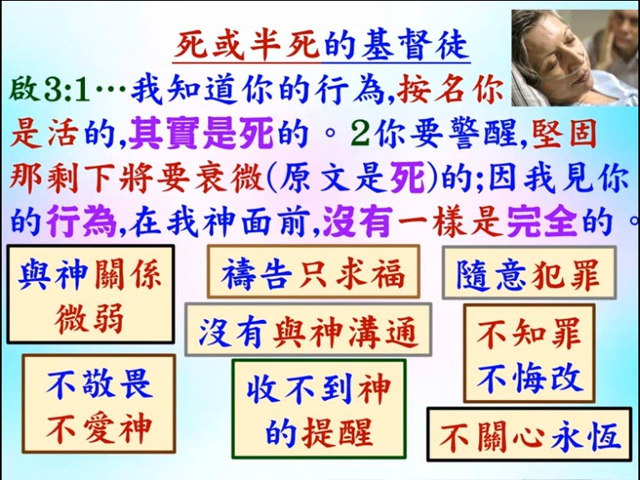 死或半死的基督徒
啟3:1…我知道你的行為,按名你
是活的,其實是死的。2你要警醒,堅固
那剩下將要衰微(原文是死)的;因我見你
的行為,在我神面前,沒有一樣是完全的。
與神關係
微弱
禱告只求福
隨意犯罪
沒有與神溝通
不知罪
不悔改
不敬畏
不愛神
收不到神
的提醒
不關心永恆